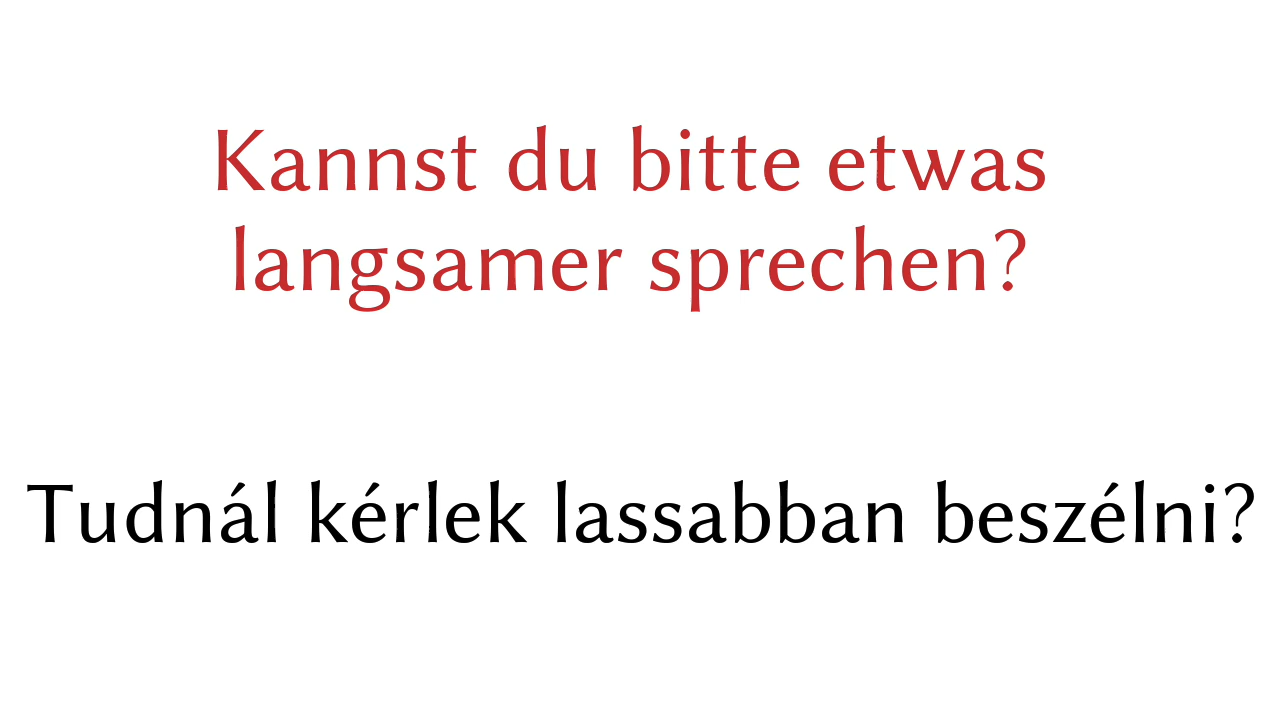 Kannst du bitte etwas
langsamer sprechen?
Tudnál kérlek lassabban beszélni?